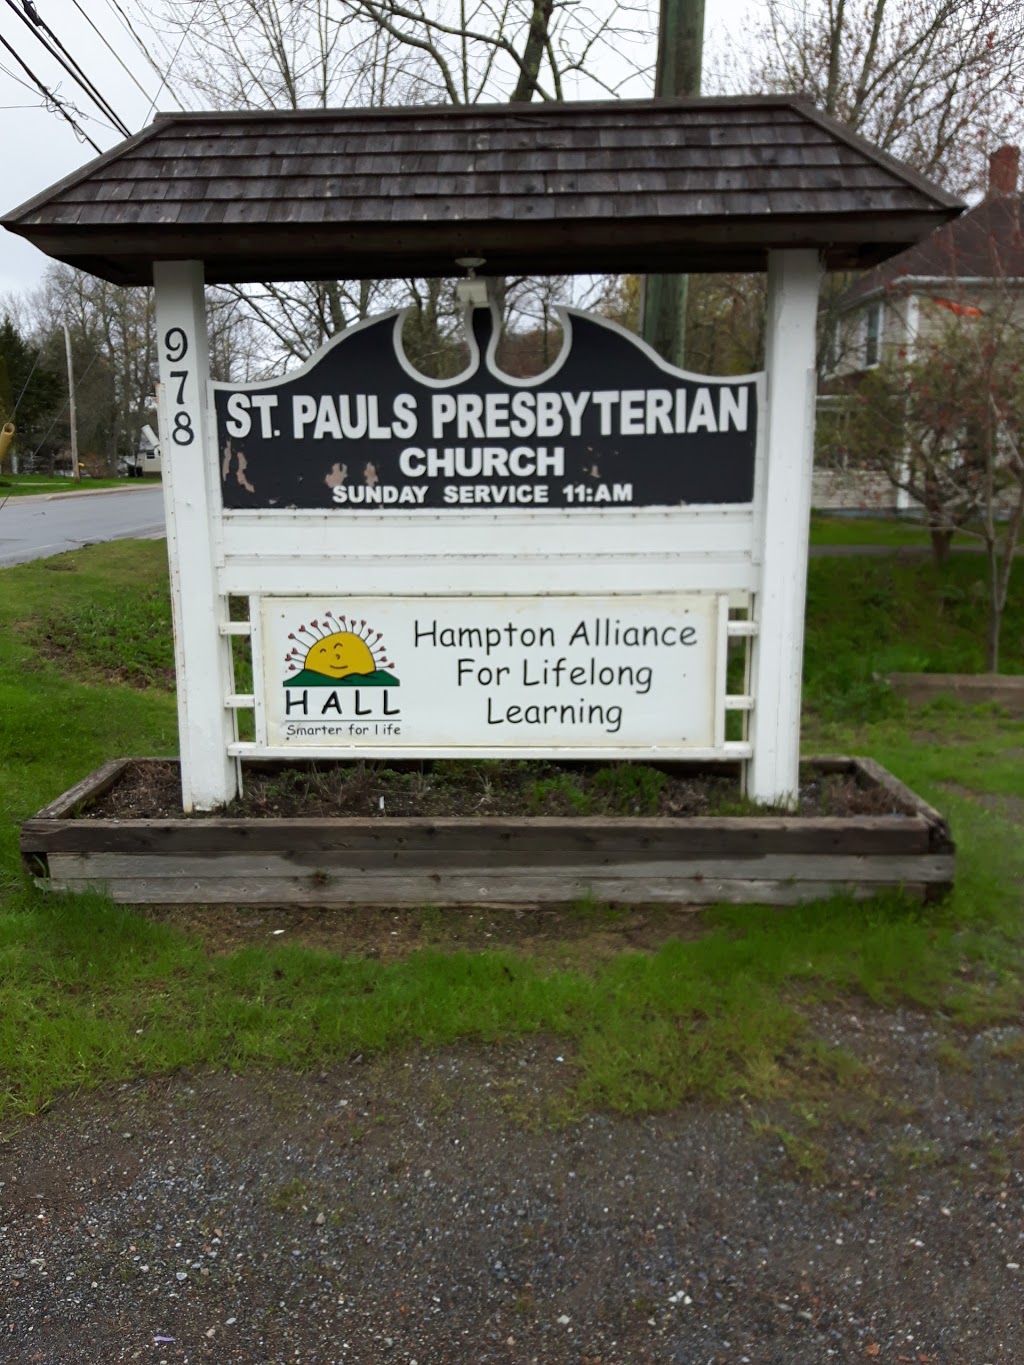 978
ST. PAULS PRESBYTERIAN
CHURCH
SUNDAY SERVICE 11:AM
Hampton Alliance
For Lifelong
Learning
HALL
Smarter for life